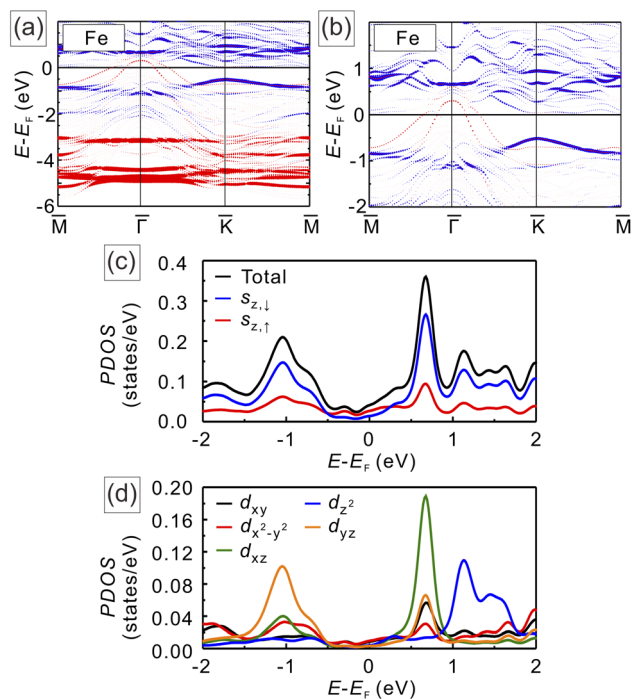 (a) Fe (b) Fe
E-E_F (eV)
0
-2
-4
-6
M̅ Γ̅ K̅ M̅
E-E_F (eV)
1
0
-1
-2
M̅ Γ̅ K̅ M̅
(c)
PDOS
(states/eV)
0.4
0.3
0.2
0.1
0.0
Total
s_z,↓
s_z,↑
-2 -1 0 1 2
E-E_F (eV)
(d)
PDOS
(states/eV)
0.20
0.16
0.12
0.08
0.04
0.00
d_xy d_z²
d_x²-y² d_yz
d_xz
-2 -1 0 1 2
E-E_F (eV)